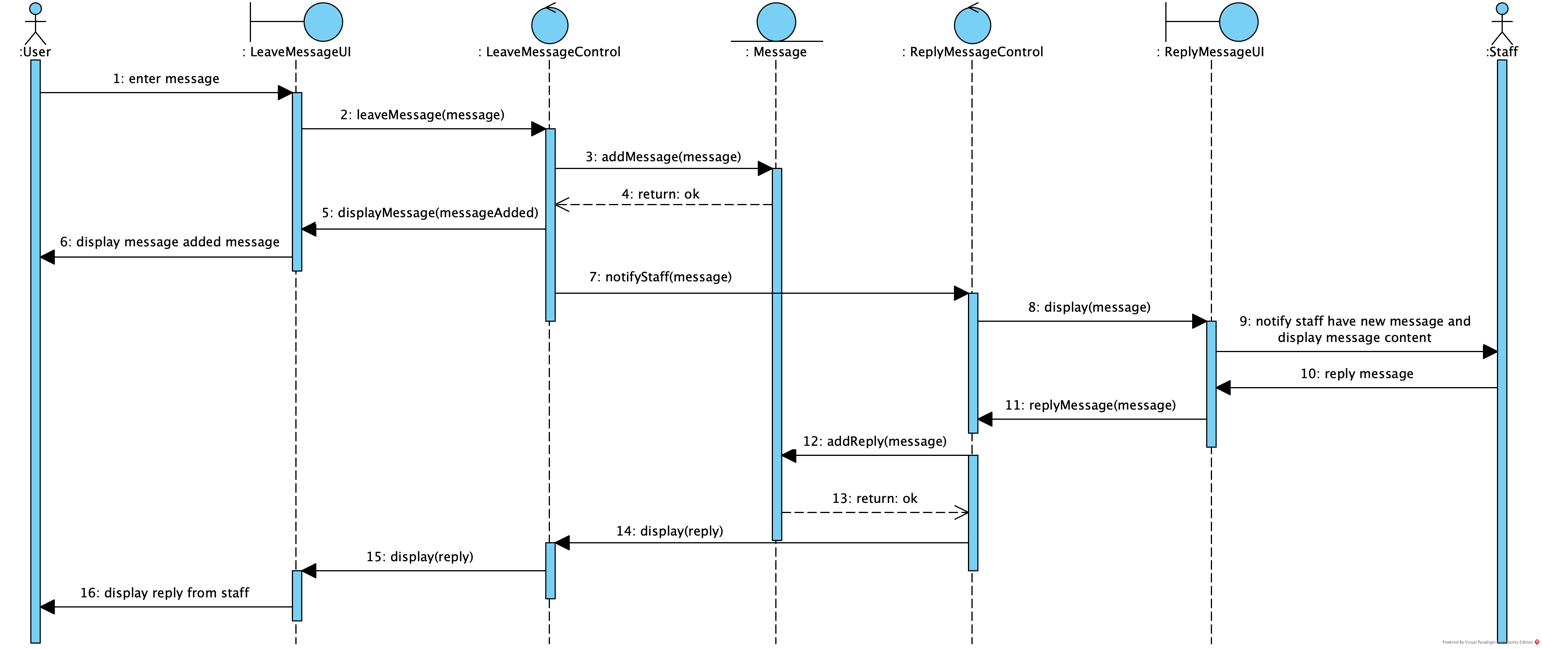 :User
: LeaveMessageUI
: LeaveMessageControl
: Message
: ReplyMessageControl
: ReplyMessageUI
:Staff
1: enter message
2: leaveMessage(message)
3: addMessage(message)
4: return: ok
5: displayMessage(messageAdded)
6: display message added message
7: notifyStaff(message)
8: display(message)
9: notify staff have new message and
display message content
10: reply message
11: replyMessage(message)
12: addReply(message)
13: return: ok
14: display(reply)
15: display(reply)
16: display reply from staff
Powered By Visual Paradigm Community Edition